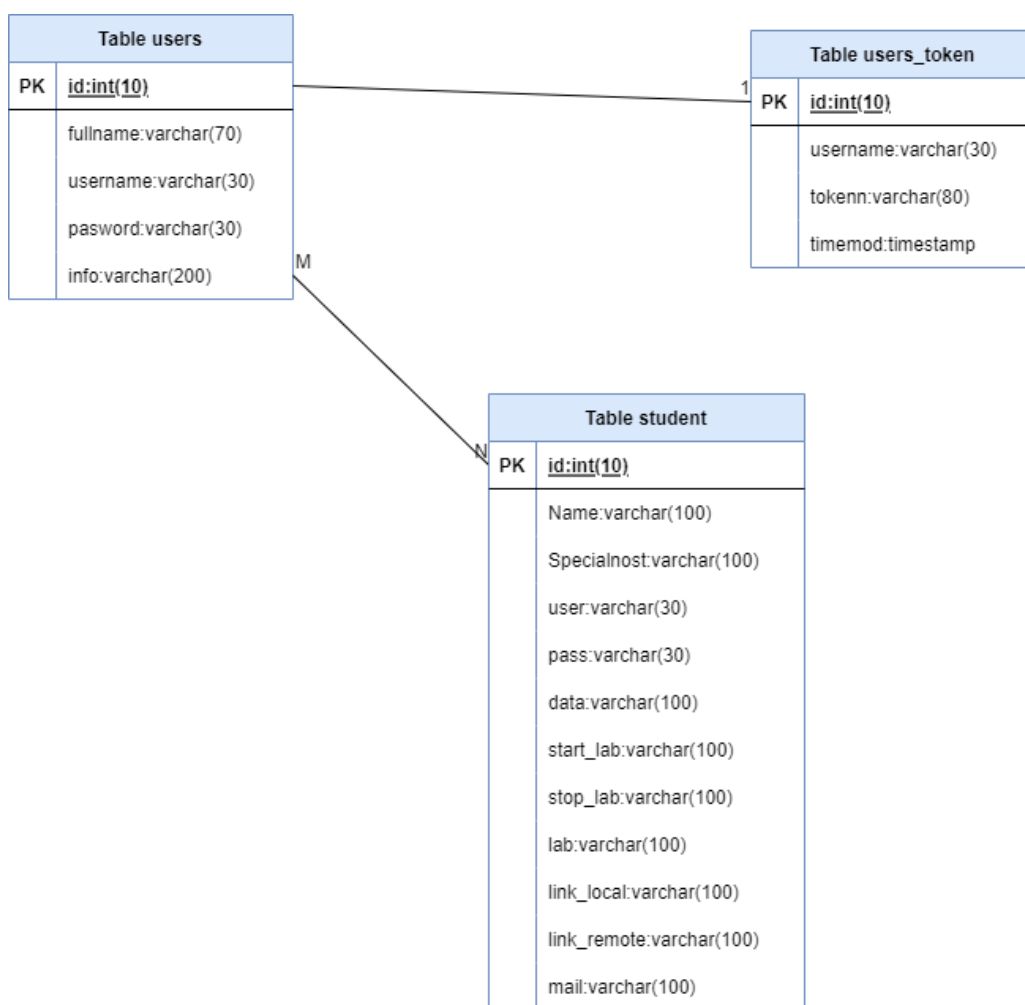 Table users
PK id:int(10)
fullname:varchar(70)
username:varchar(30)
pasword:varchar(30)
info:varchar(200)
M
1
Table users_token
PK id:int(10)
username:varchar(30)
tokenn:varchar(80)
timemod:timestamp
N
Table student
PK id:int(10)
Name:varchar(100)
Specialnost:varchar(100)
user:varchar(30)
pass:varchar(30)
data:varchar(100)
start_lab:varchar(100)
stop_lab:varchar(100)
lab:varchar(100)
link_local:varchar(100)
link_remote:varchar(100)
mail:varchar(100)